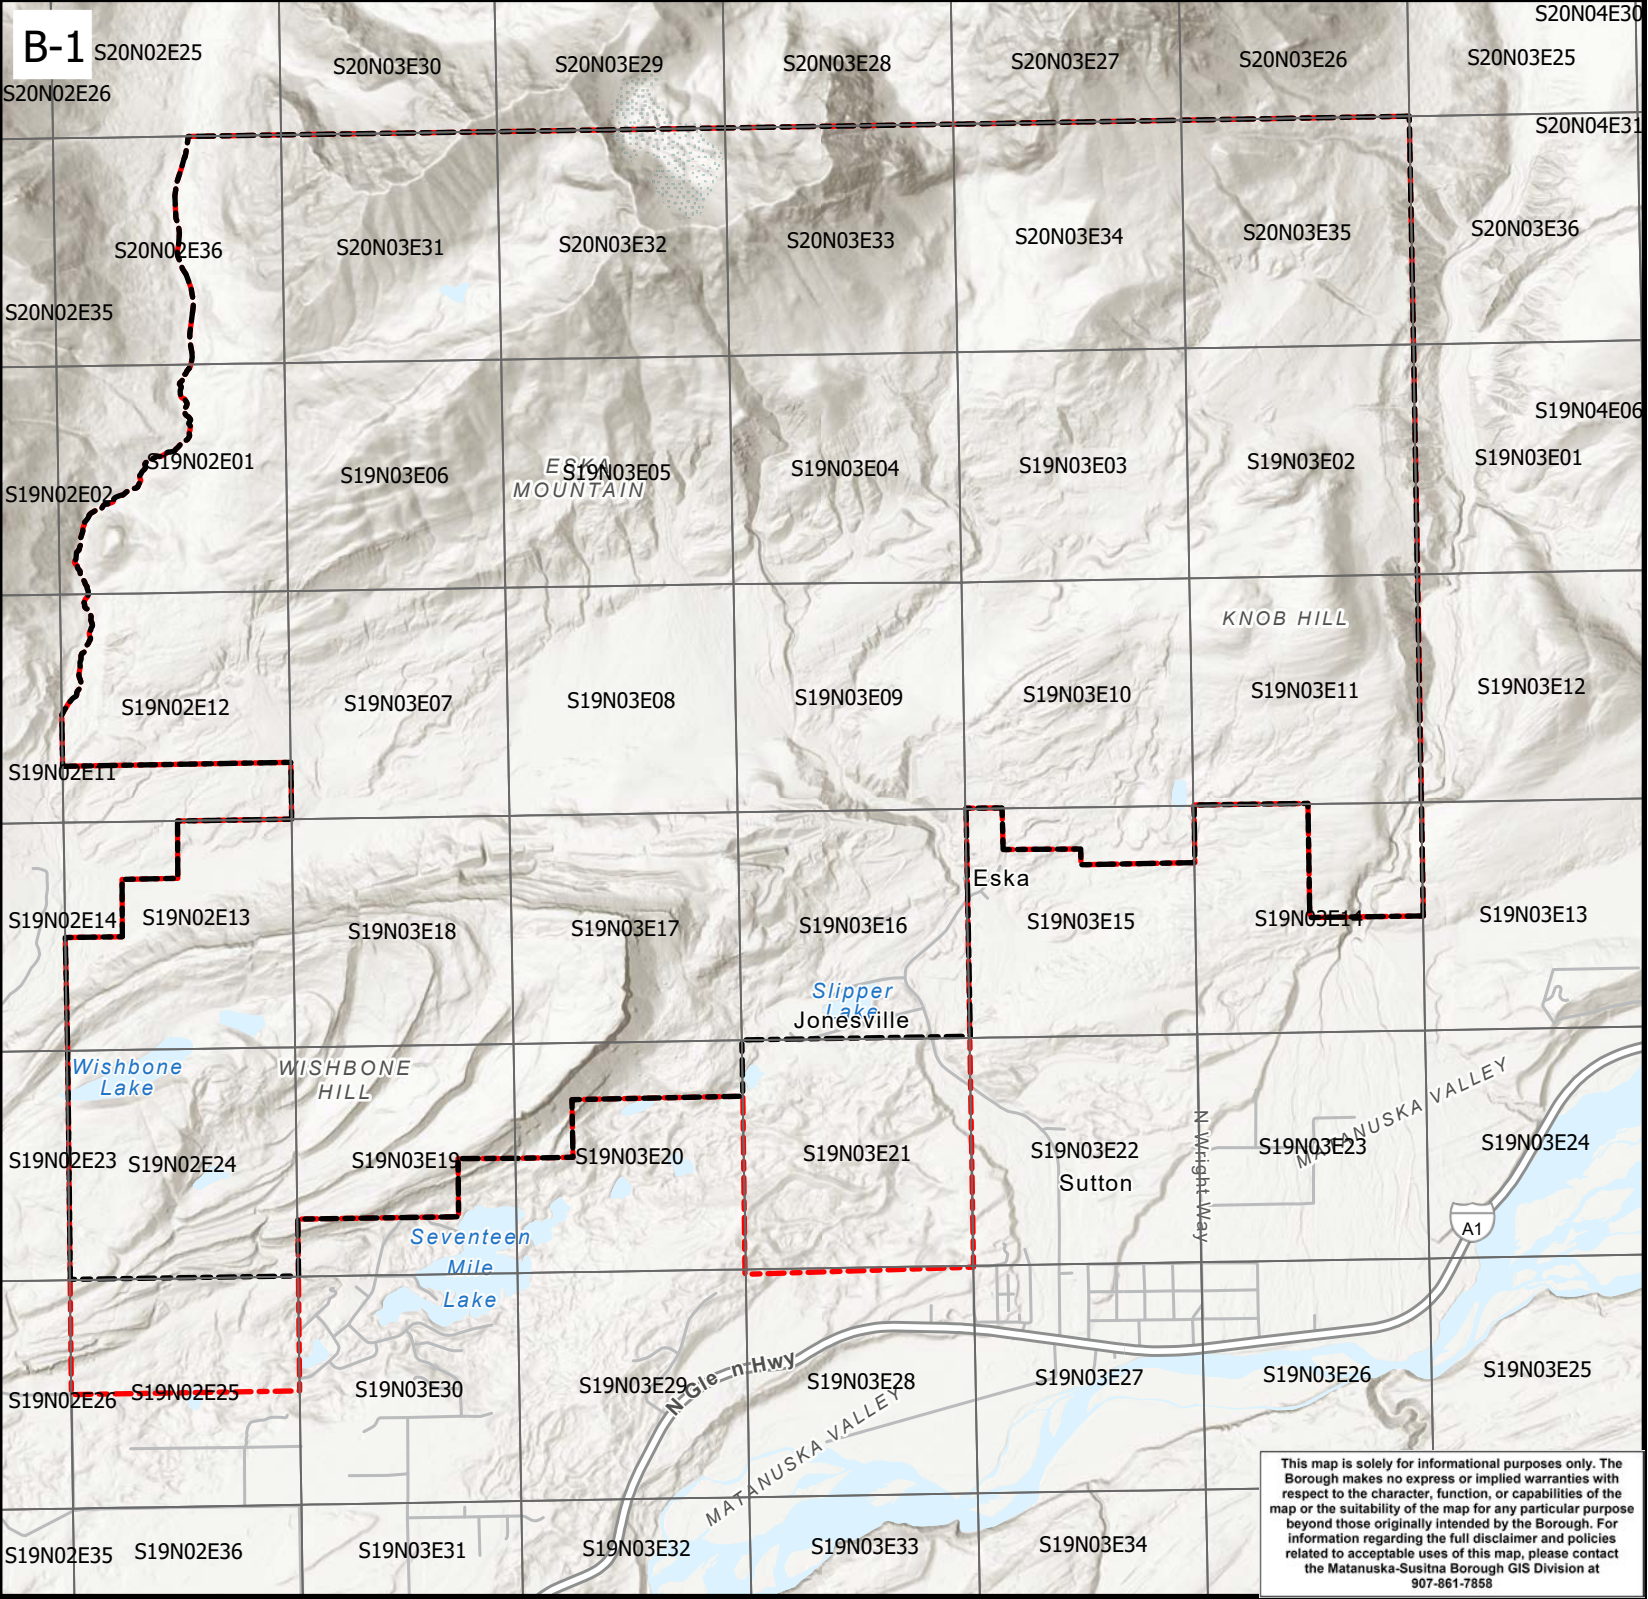 B-1
S20N02E25
S20N03E30
S20N03E29
S20N03E28
S20N03E27
S20N03E26
S20N03E25
S20N04E30
S20N02E26
S20N04E31
S20N02E36
S20N03E31
S20N03E32
S20N03E33
S20N03E34
S20N03E35
S20N03E36
S20N02E35
S19N04E06
S19N02E01
S19N03E06
ESKA
MOUNTAIN
S19N03E05
S19N03E04
S19N03E03
S19N03E02
S19N03E01
S19N02E02
KNOB HILL
S19N02E12
S19N03E07
S19N03E08
S19N03E09
S19N03E10
S19N03E11
S19N03E12
S19N02E11
Eska
S19N02E14
S19N02E13
S19N03E18
S19N03E17
S19N03E16
S19N03E15
S19N03E14
S19N03E13
Slipper
Lake
Jonesville
Wishbone
Lake
WISHBONE
HILL
MATANUSKA VALLEY
N Wright Way
S19N02E23
S19N02E24
S19N03E19
S19N03E20
S19N03E21
S19N03E22
S19N03E23
S19N03E24
Sutton
A1
Seventeen
Mile
Lake
N Glenn Hwy
S19N02E26
S19N02E25
S19N03E30
S19N03E29
S19N03E28
S19N03E27
S19N03E26
S19N03E25
MATANUSKA VALLEY
S19N02E35
S19N02E36
S19N03E31
S19N03E32
S19N03E33
S19N03E34
This map is solely for informational purposes only. The
Borough makes no express or implied warranties with
respect to the character, function, or capabilities of the
map or the suitability of the map for any particular purpose
beyond those originally intended by the Borough. For
information regarding the full disclaimer and policies
related to acceptable uses of this map, please contact
the Matanuska-Susitna Borough GIS Division at
907-861-7858